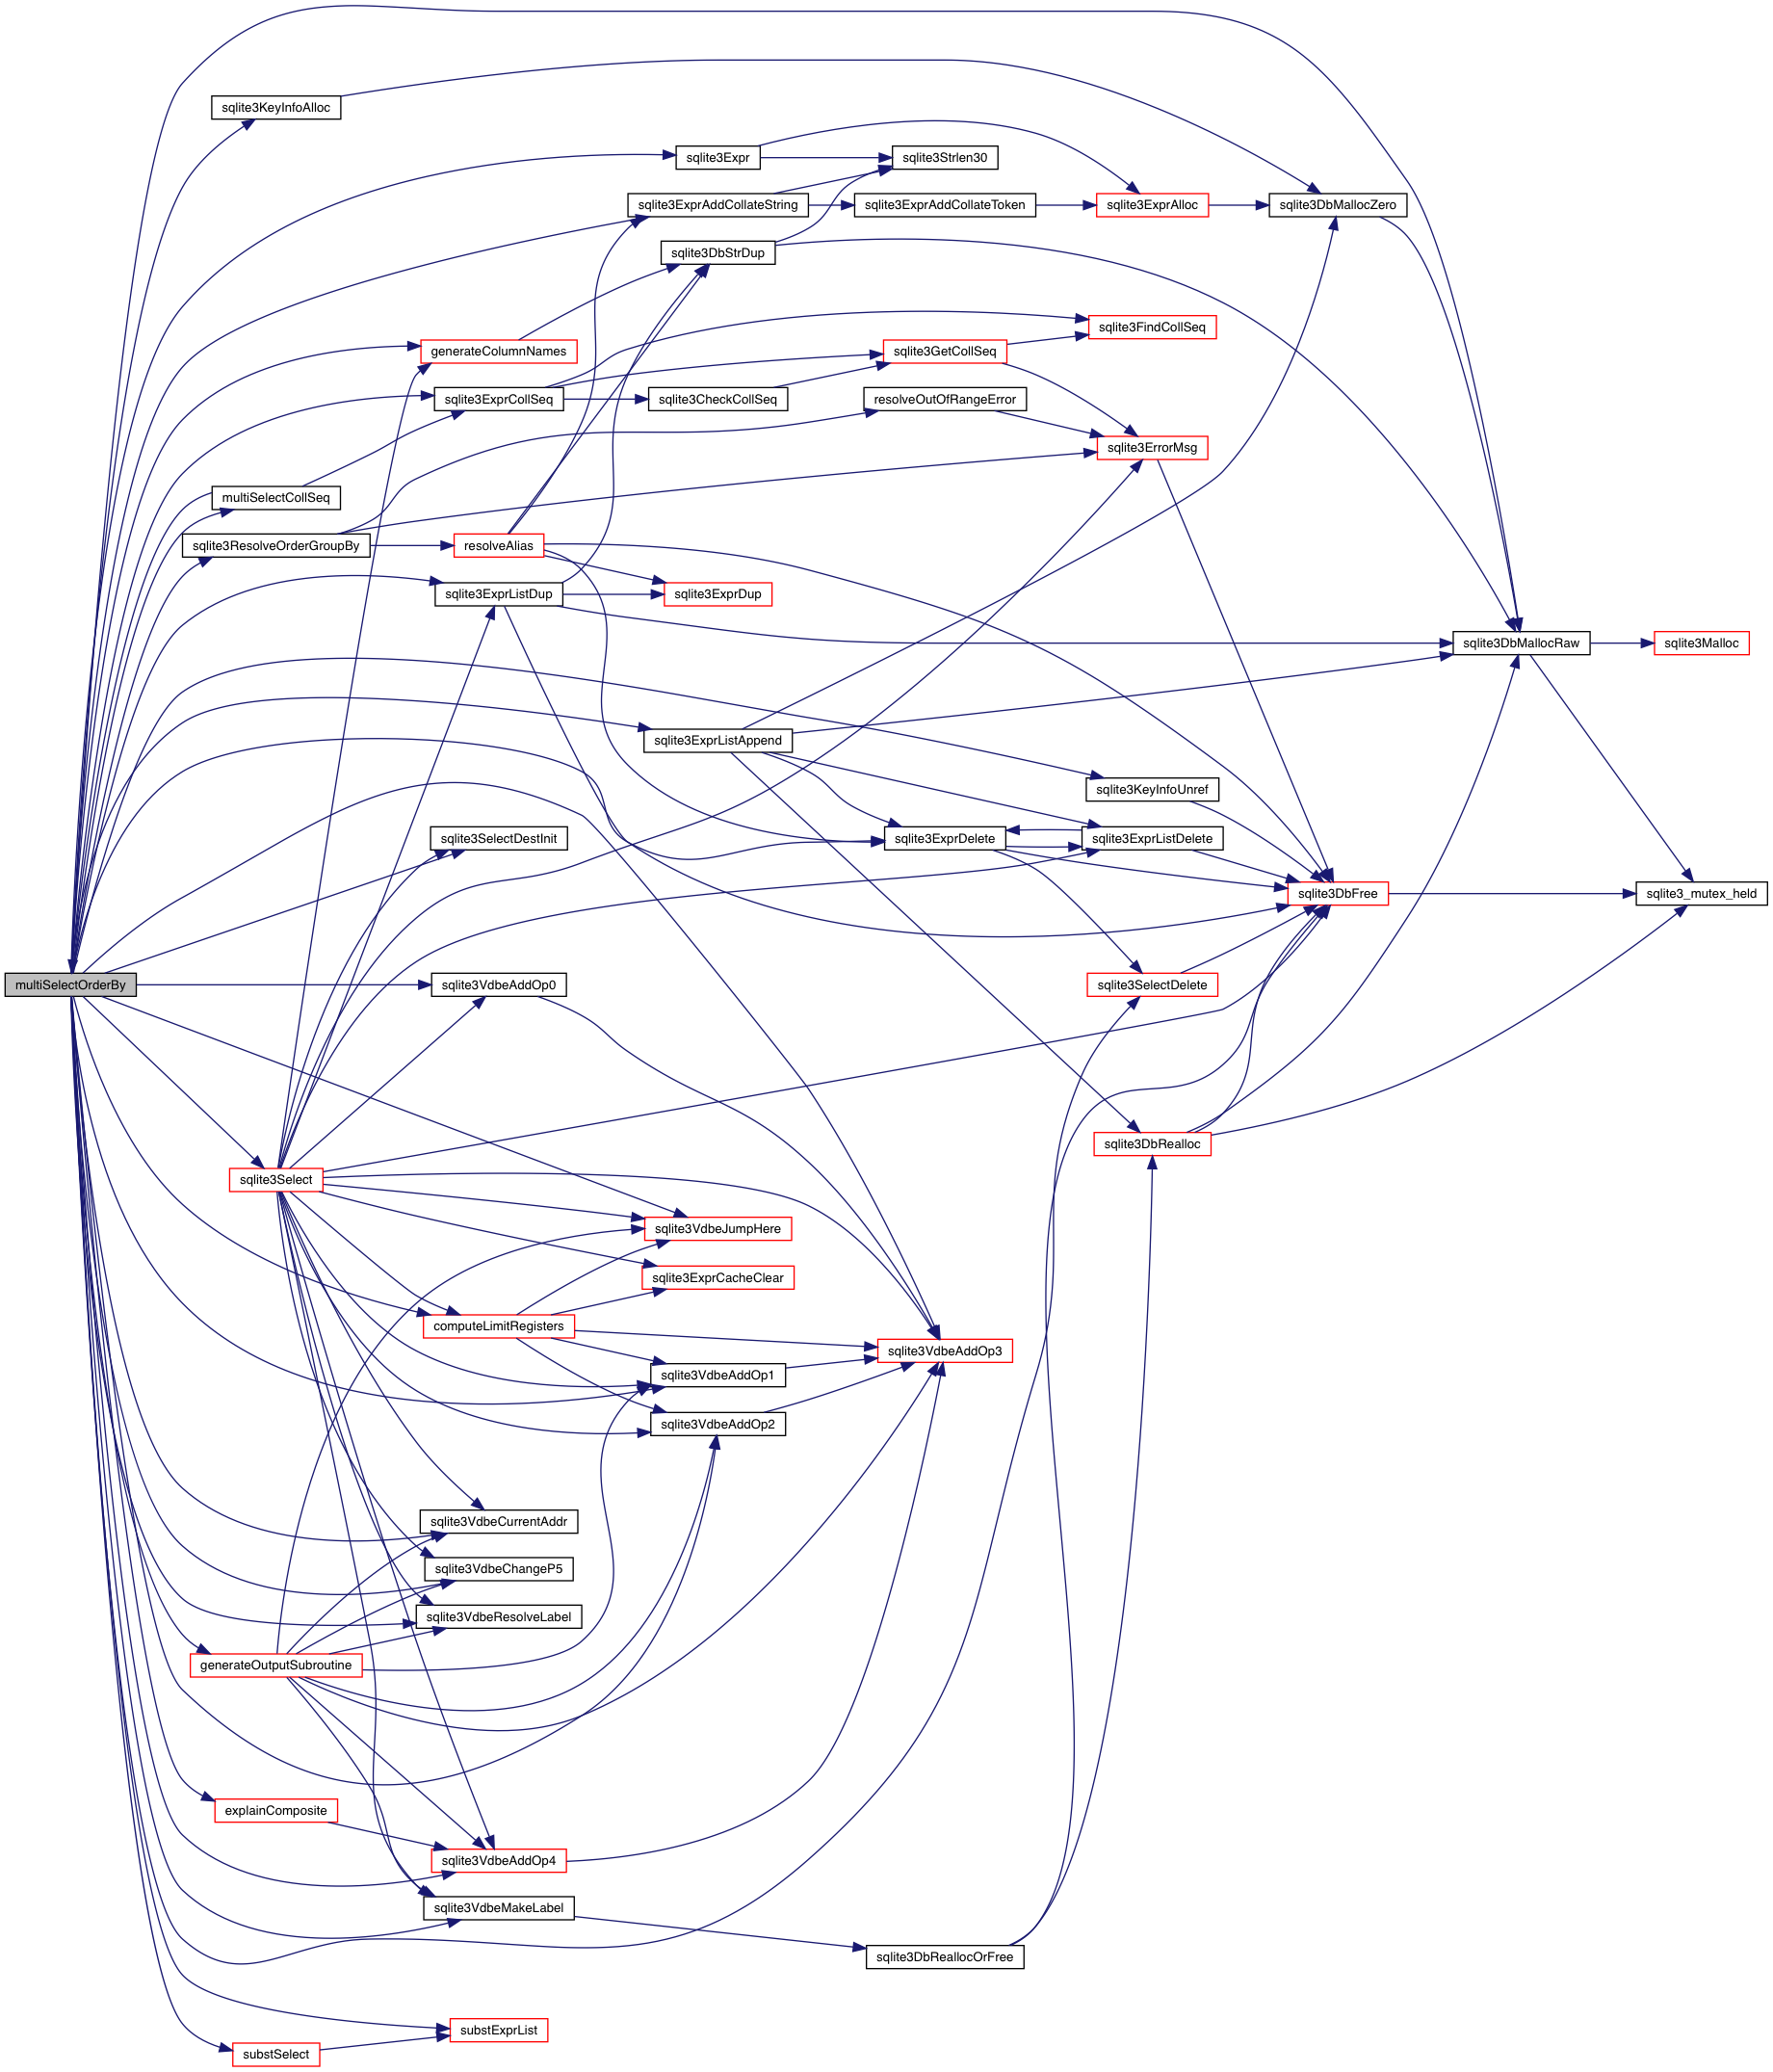 sqlite3KeyInfoAlloc
sqlite3Expr
sqlite3Strlen30
sqlite3ExprAddCollateString
sqlite3ExprAddCollateToken
sqlite3ExprAlloc
sqlite3DbMallocZero
sqlite3DbStrDup
sqlite3FindCollSeq
generateColumnNames
sqlite3GetCollSeq
sqlite3ExprCollSeq
sqlite3CheckCollSeq
resolveOutOfRangeError
sqlite3ErrorMsg
multiSelectCollSeq
sqlite3ResolveOrderGroupBy
resolveAlias
sqlite3ExprListDup
sqlite3ExprDup
sqlite3DbMallocRaw
sqlite3Malloc
sqlite3ExprListAppend
sqlite3KeyInfoUnref
sqlite3SelectDestInit
sqlite3ExprDelete
sqlite3ExprListDelete
sqlite3DbFree
sqlite3_mutex_held
multiSelectOrderBy
sqlite3VdbeAddOp0
sqlite3SelectDelete
sqlite3DbRealloc
sqlite3Select
sqlite3VdbeJumpHere
sqlite3ExprCacheClear
computeLimitRegisters
sqlite3VdbeAddOp3
sqlite3VdbeAddOp1
sqlite3VdbeAddOp2
sqlite3VdbeCurrentAddr
sqlite3VdbeChangeP5
sqlite3VdbeResolveLabel
generateOutputSubroutine
explainComposite
sqlite3VdbeAddOp4
sqlite3VdbeMakeLabel
sqlite3DbReallocOrFree
substExprList
substSelect